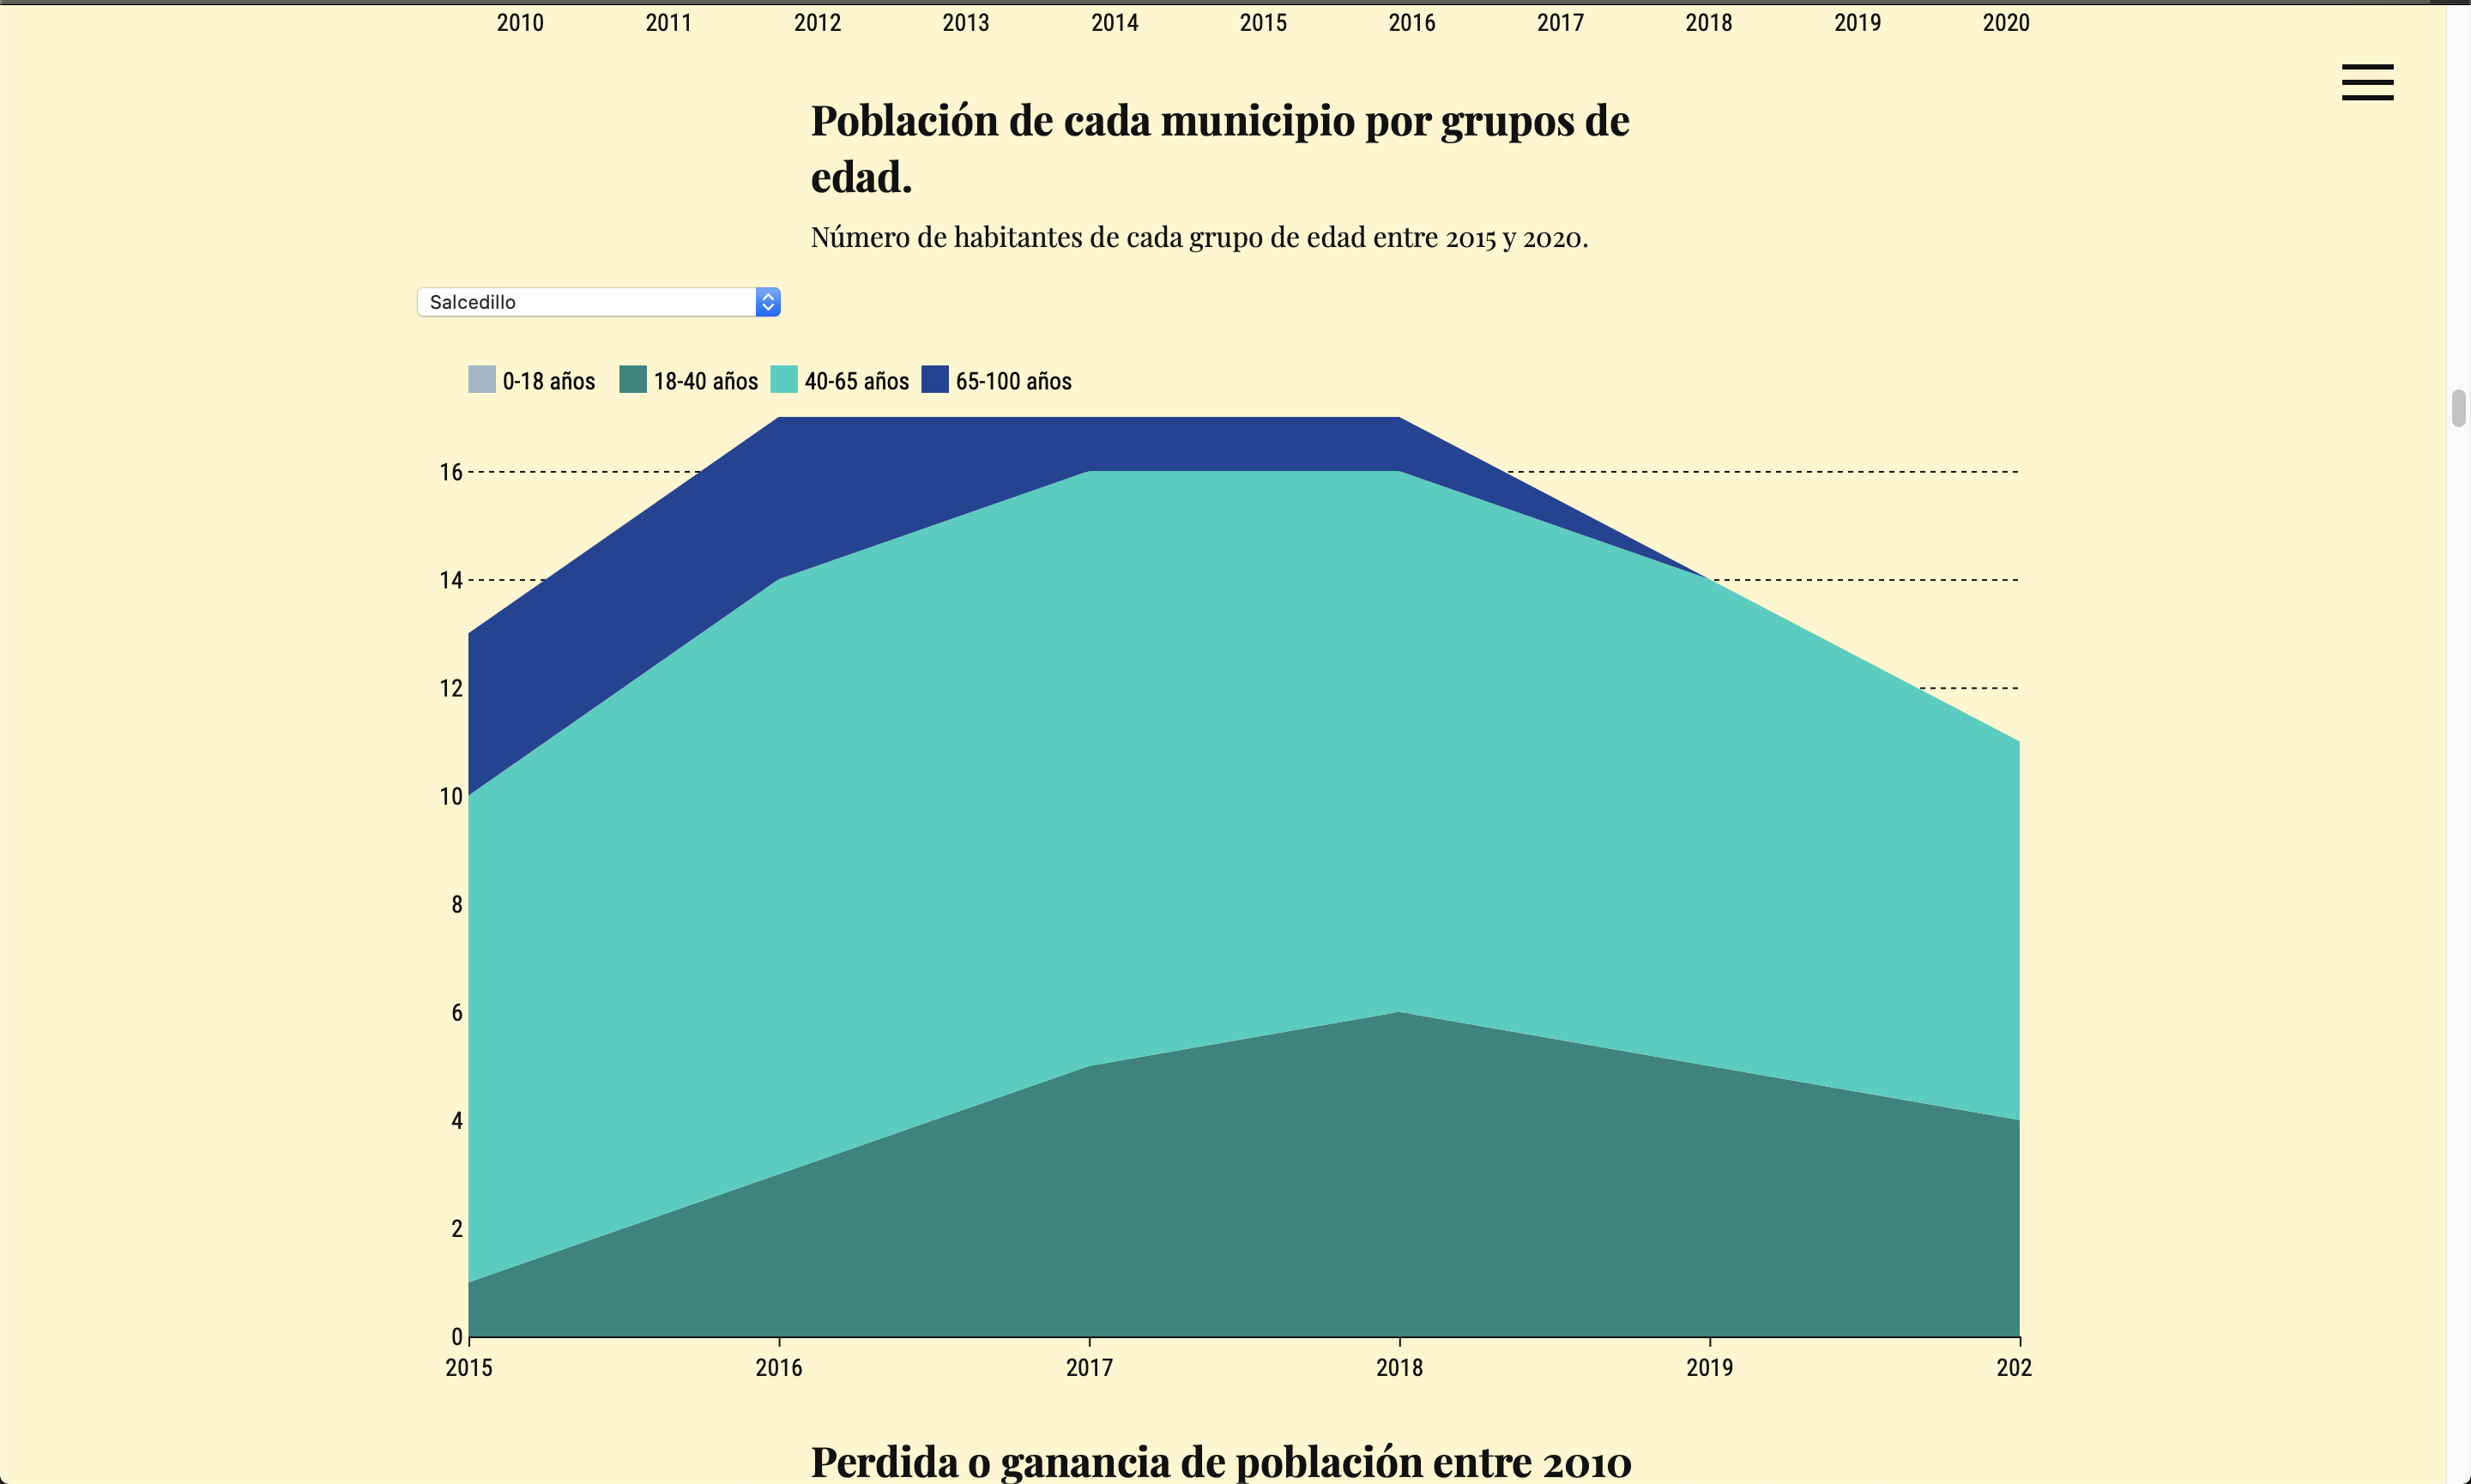 2010 2011 2012 2013 2014 2015 2016 2017 2018 2019 2020
Población de cada municipio por grupos de
edad.
Número de habitantes de cada grupo de edad entre 2015 y 2020.
Salcedillo
0-18 años 18-40 años 40-65 años 65-100 años
16
14
12
10
8
6
4
2
0
2015 2016 2017 2018 2019 202
Perdida o ganancia de población entre 2010